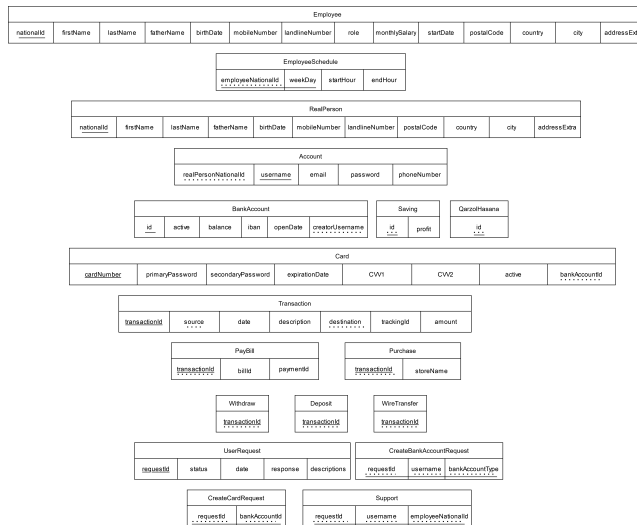 Employee
nationalId firstName lastName fatherName birthDate mobileNumber landlineNumber role monthlySalary startDate postalCode country city addressExt
EmployeeSchedule
employeeNationalId weekDay startHour endHour
RealPerson
nationalId firstName lastName fatherName birthDate mobileNumber landlineNumber postalCode country city addressExtra
Account
realPersonNationalId username email password phoneNumber
BankAccount Saving QarzolHasana
id active balance iban openDate creatorUsername id profit id
Card
cardNumber primaryPassword secondaryPassword expirationDate CVV1 CVV2 active bankAccountId
Transaction
transactionId source date description destination trackingId amount
PayBill Purchase
transactionId billId paymentId transactionId storeName
Withdraw Deposit WireTransfer
transactionId transactionId transactionId
UserRequest CreateBankAccountRequest
requestId status date response descriptions requestId username bankAccountType
CreateCardRequest Support
requestId bankAccountId requestId username employeeNationalId